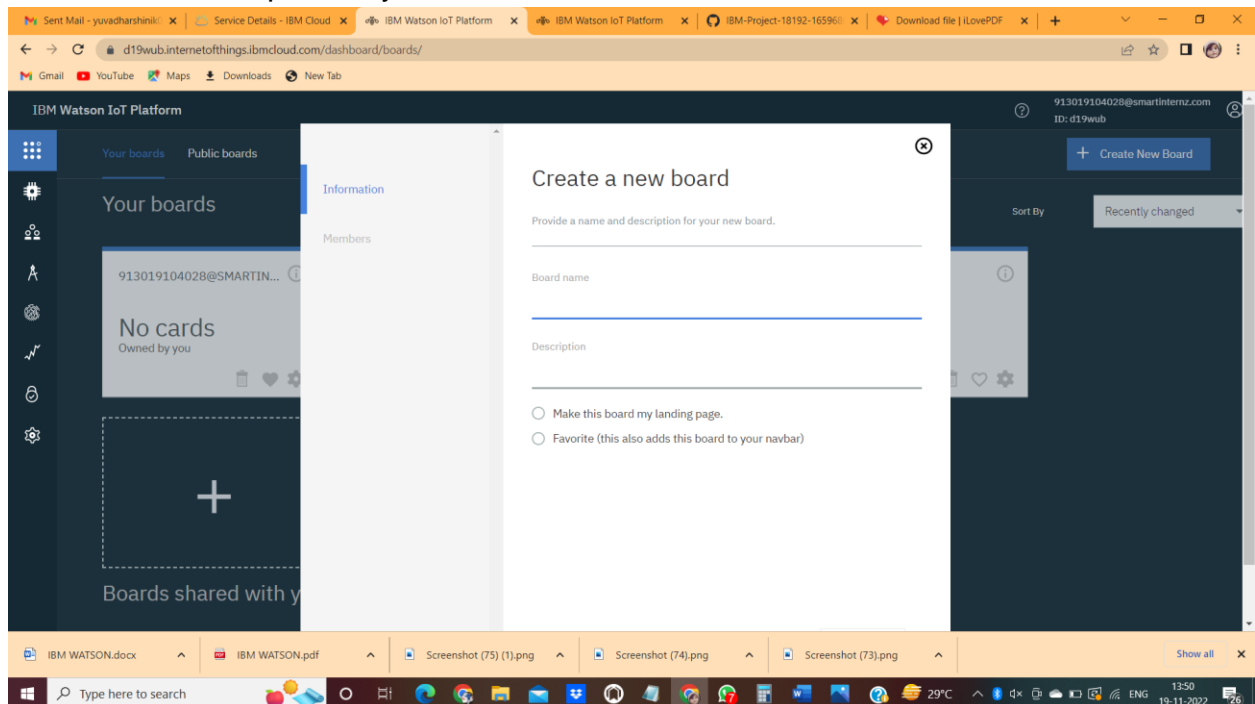 Sent Mail - yuvadharshinik
Service Details - IBM Cloud
IBM Watson IoT Platform
IBM Watson IoT Platform
IBM-Project-18192-165968
Download file | iLovePDF
d19wub.internetofthings.ibmcloud.com/dashboard/boards/
Gmail YouTube Maps Downloads New Tab
IBM Watson IoT Platform
913019104028@smartinternz.com
ID: d19wub
Your boards Public boards
Create New Board
Your boards
Sort By Recently changed
913019104028@SMARTIN...
No cards
Owned by you
Boards shared with y
Information
Members
Create a new board
Provide a name and description for your new board.
Board name
Description
Make this board my landing page.
Favorite (this also adds this board to your navbar)
IBM WATSON.docx
IBM WATSON.pdf
Screenshot (75) (1).png
Screenshot (74).png
Screenshot (73).png
Show all
Type here to search
29°C
ENG
13:50
19-11-2022
26